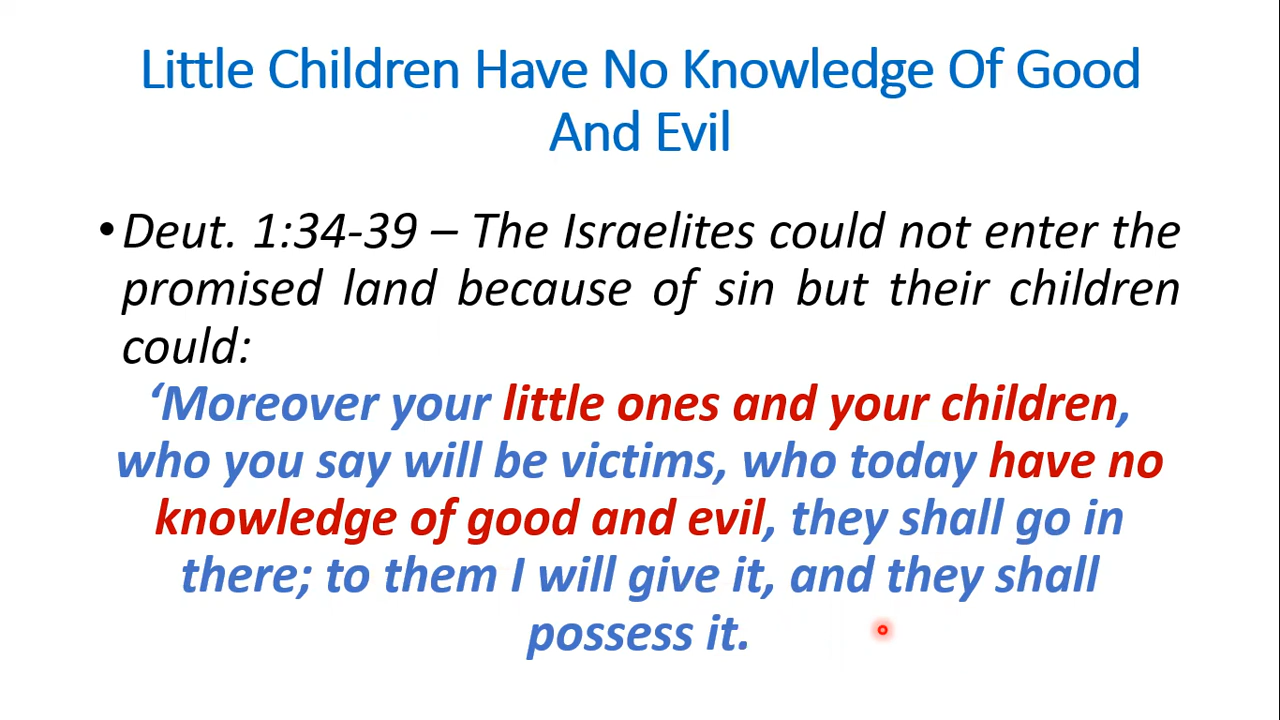 Little Children Have No Knowledge Of Good
And Evil
•Deut. 1:34-39 – The Israelites could not enter the
promised land because of sin but their children
could:
‘Moreover your little ones and your children,
who you say will be victims, who today have no
knowledge of good and evil, they shall go in
there; to them I will give it, and they shall
possess it.